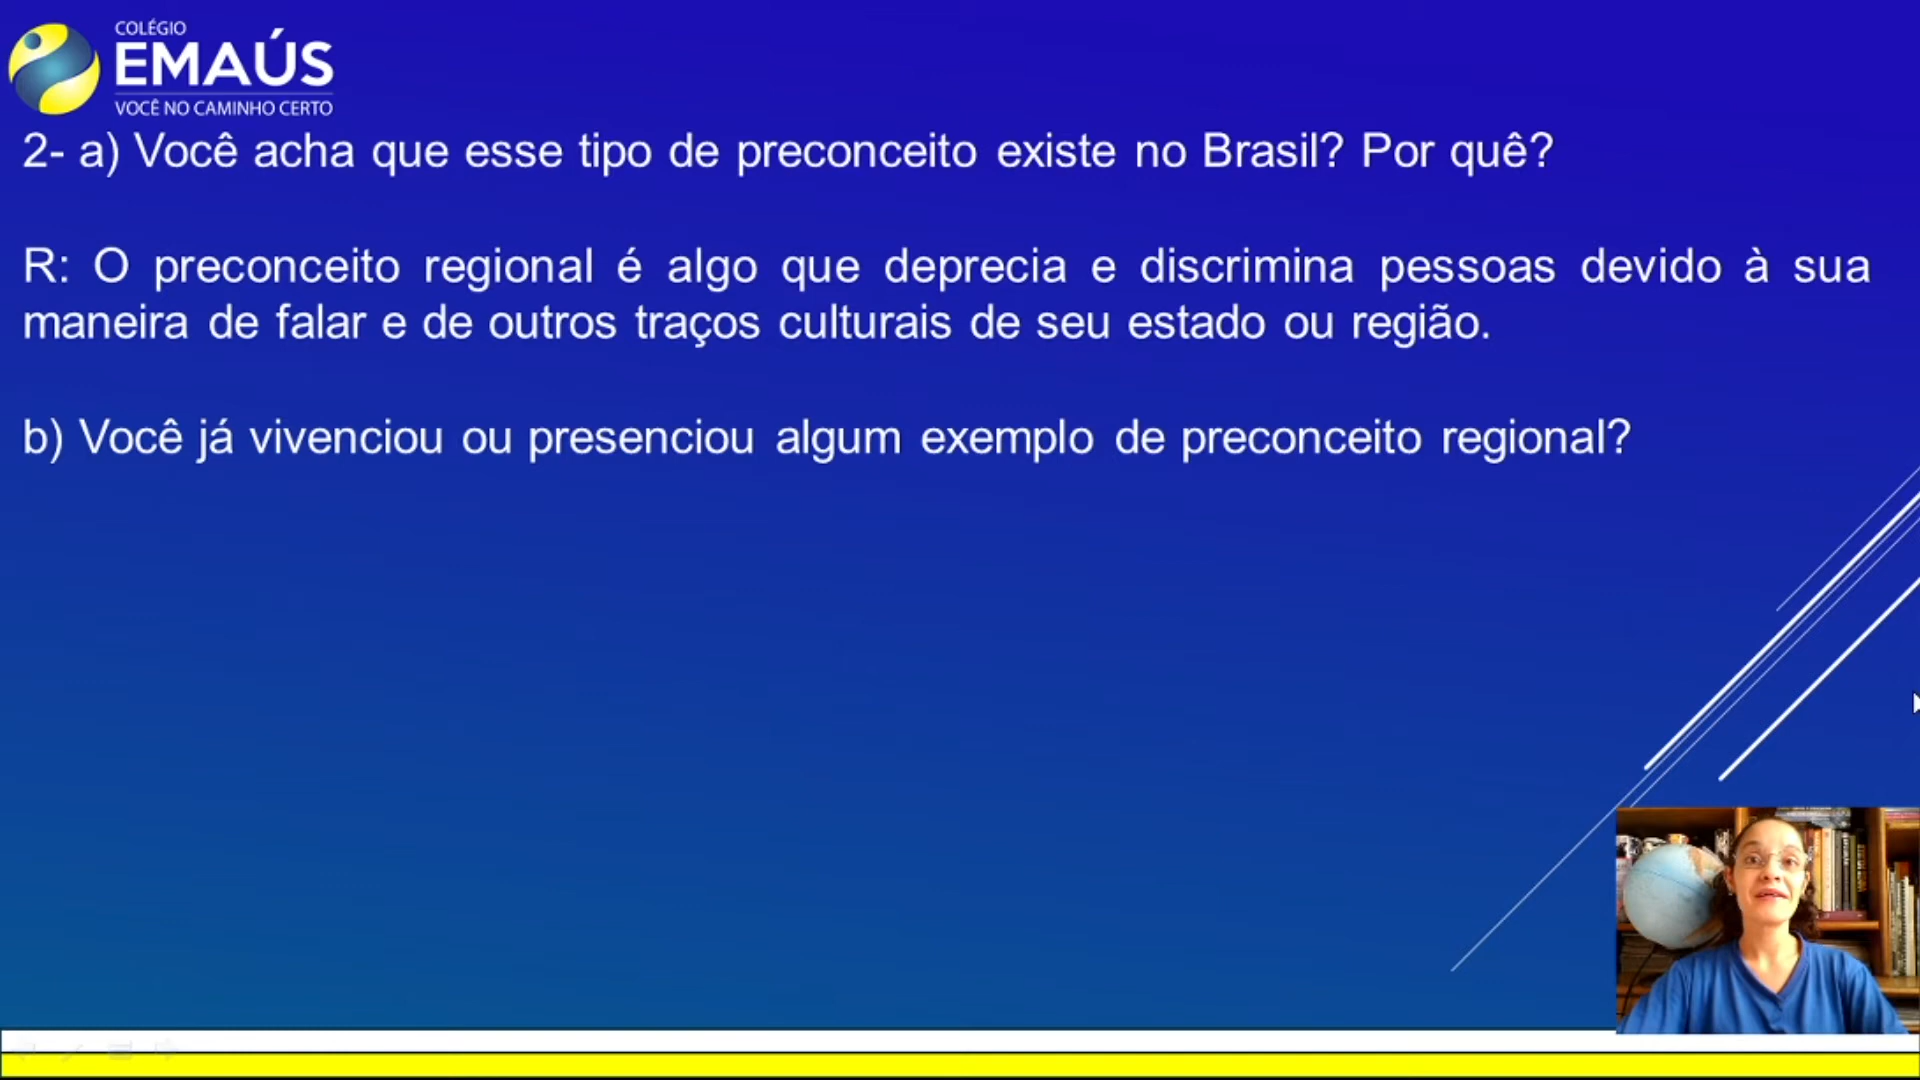 COLÉGIO
EMAÚS
VOCÊ NO CAMINHO CERTO
2- a) Você acha que esse tipo de preconceito existe no Brasil? Por quê?
R: O preconceito regional é algo que deprecia e discrimina pessoas devido à sua
maneira de falar e de outros traços culturais de seu estado ou região.
b) Você já vivenciou ou presenciou algum exemplo de preconceito regional?